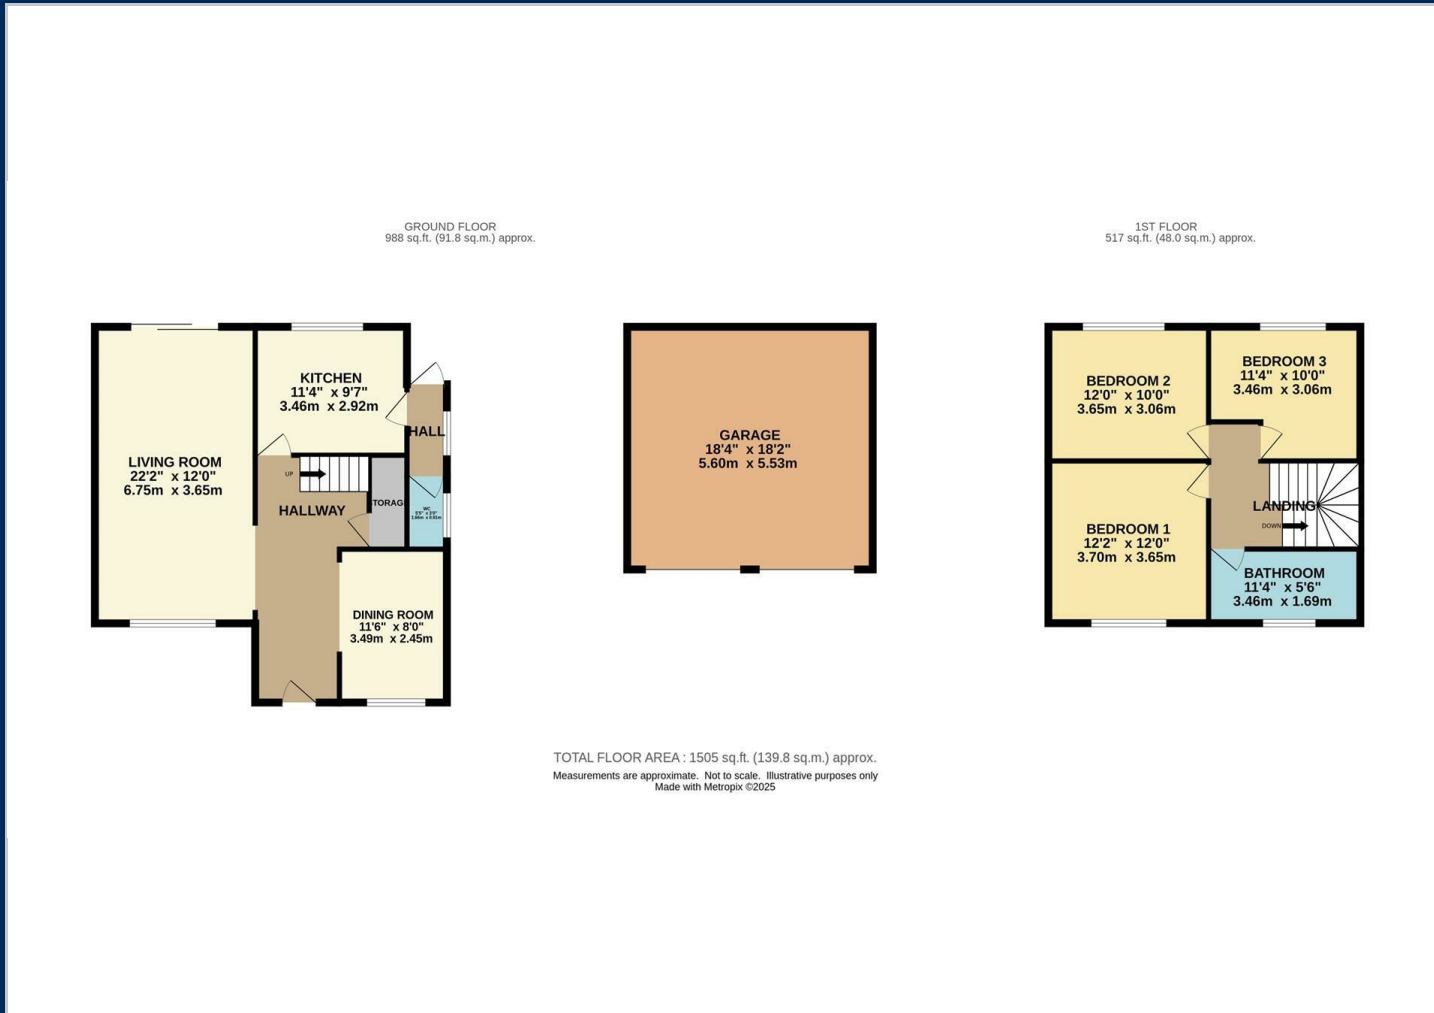 GROUND FLOOR
988 sq.ft. (91.8 sq.m.) approx.
1ST FLOOR
517 sq.ft. (48.0 sq.m.) approx.
KITCHEN
11'4" x 9'7"
3.46m x 2.92m
HALL
LIVING ROOM
22'2" x 12'0"
6.75m x 3.65m
UP
STORAGE
HALLWAY
WC
DINING ROOM
11'6" x 8'0"
3.49m x 2.45m
GARAGE
18'4" x 18'2"
5.60m x 5.53m
BEDROOM 2
12'0" x 10'0"
3.65m x 3.06m
BEDROOM 3
11'4" x 10'0"
3.46m x 3.06m
BEDROOM 1
12'2" x 12'0"
3.70m x 3.65m
LANDING
DOWN
BATHROOM
11'4" x 5'6"
3.46m x 1.69m
TOTAL FLOOR AREA : 1505 sq.ft. (139.8 sq.m.) approx.
Measurements are approximate. Not to scale. Illustrative purposes only
Made with Metropix ©2025